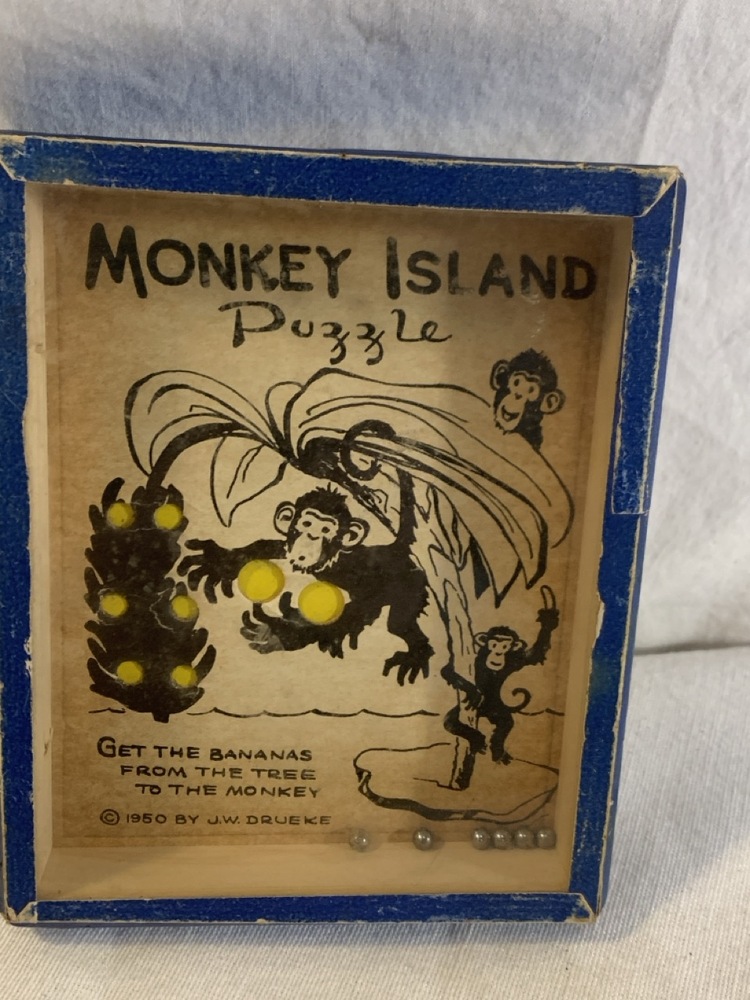 MONKEY ISLAND
Puzzle
GET THE BANANAS
FROM THE TREE
TO THE MONKEY
© 1950 BY J.W. DRUEKE